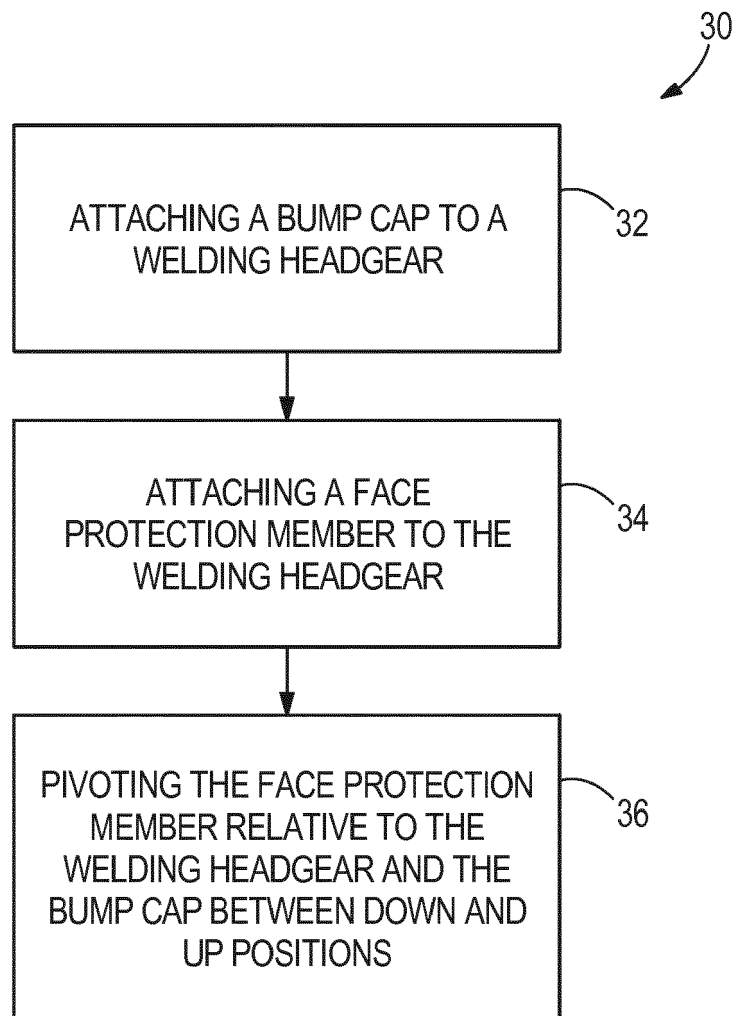 30
ATTACHING A BUMP CAP TO A
WELDING HEADGEAR
32
ATTACHING A FACE
PROTECTION MEMBER TO THE
WELDING HEADGEAR
34
PIVOTING THE FACE PROTECTION
MEMBER RELATIVE TO THE
WELDING HEADGEAR AND THE
BUMP CAP BETWEEN DOWN AND
UP POSITIONS
36